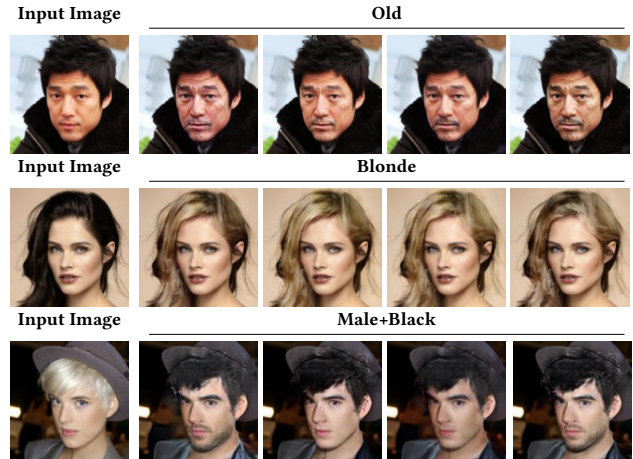 Input Image Old
Input Image Blonde
Input Image Male+Black